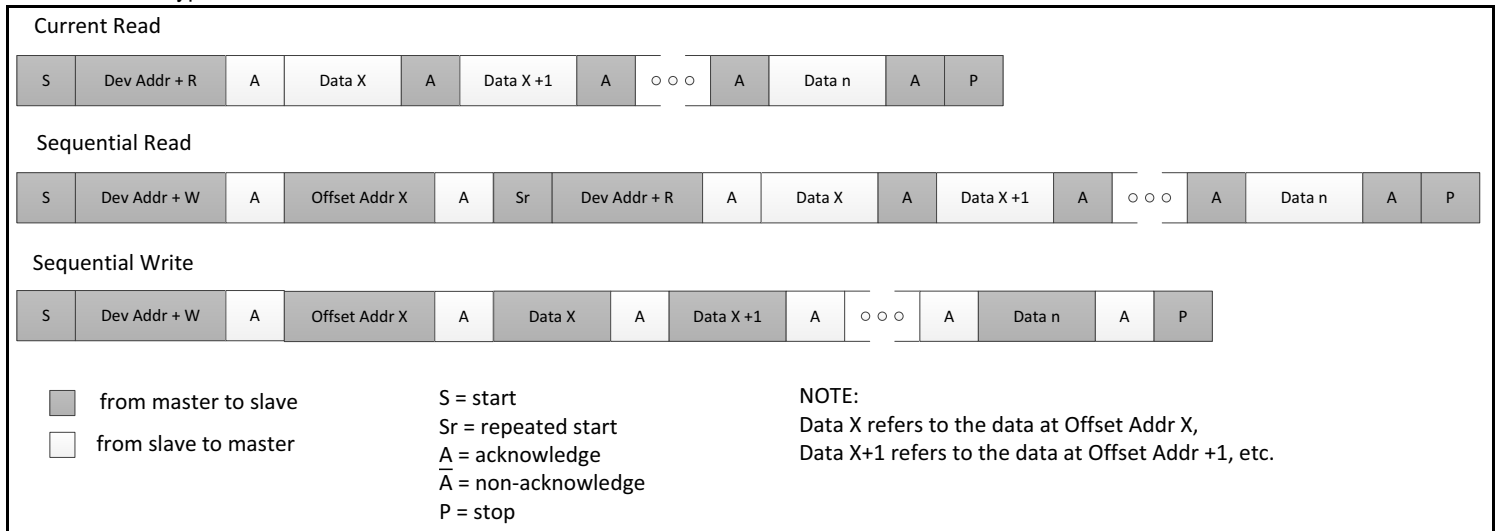 Current Read
S Dev Addr + R A Data X A Data X +1 A ○ ○ ○ A Data n A P
Sequential Read
S Dev Addr + W A Offset Addr X A Sr Dev Addr + R A Data X A Data X +1 A ○ ○ ○ A Data n A P
Sequential Write
S Dev Addr + W A Offset Addr X A Data X A Data X +1 A ○ ○ ○ A Data n A P
from master to slave
from slave to master
S = start
Sr = repeated start
A = acknowledge
A̅ = non-acknowledge
P = stop
NOTE:
Data X refers to the data at Offset Addr X,
Data X+1 refers to the data at Offset Addr +1, etc.